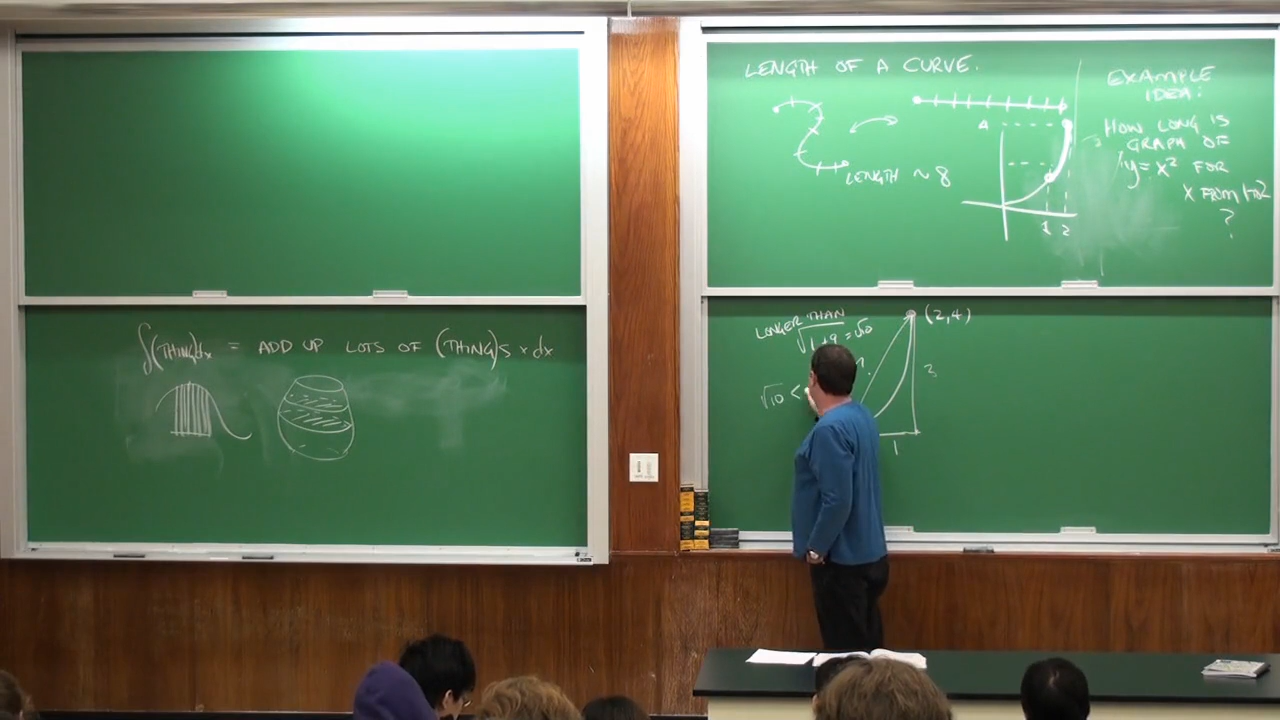 ∫(THING)dx = ADD UP LOTS OF (THING)S × dx
LENGTH OF A CURVE.
LENGTH ~ 8
4
1 2
EXAMPLE
IDEA:
HOW LONG IS
GRAPH OF
y = x² FOR
x FROM 1 TO 2
?
LONGER THAN
√1+9 = √10
(2,4)
3
√10 <
1